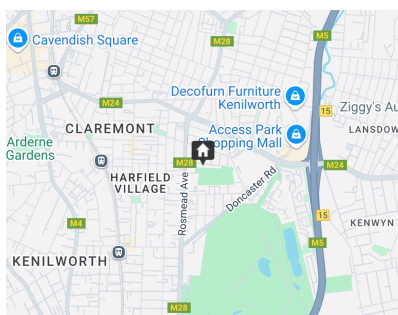 M57
M5
Cavendish Square
M28
M24
Decofurn Furniture
Kenilworth
15
Ziggy's Au
Access Park
Shopping Mall
LANSDOW
CLAREMONT
Arderne
Gardens
M28
M24
HARFIELD
VILLAGE
Rosmead Ave
Doncaster Rd
M4
15
KENWYN
M5
KENILWORTH
M28